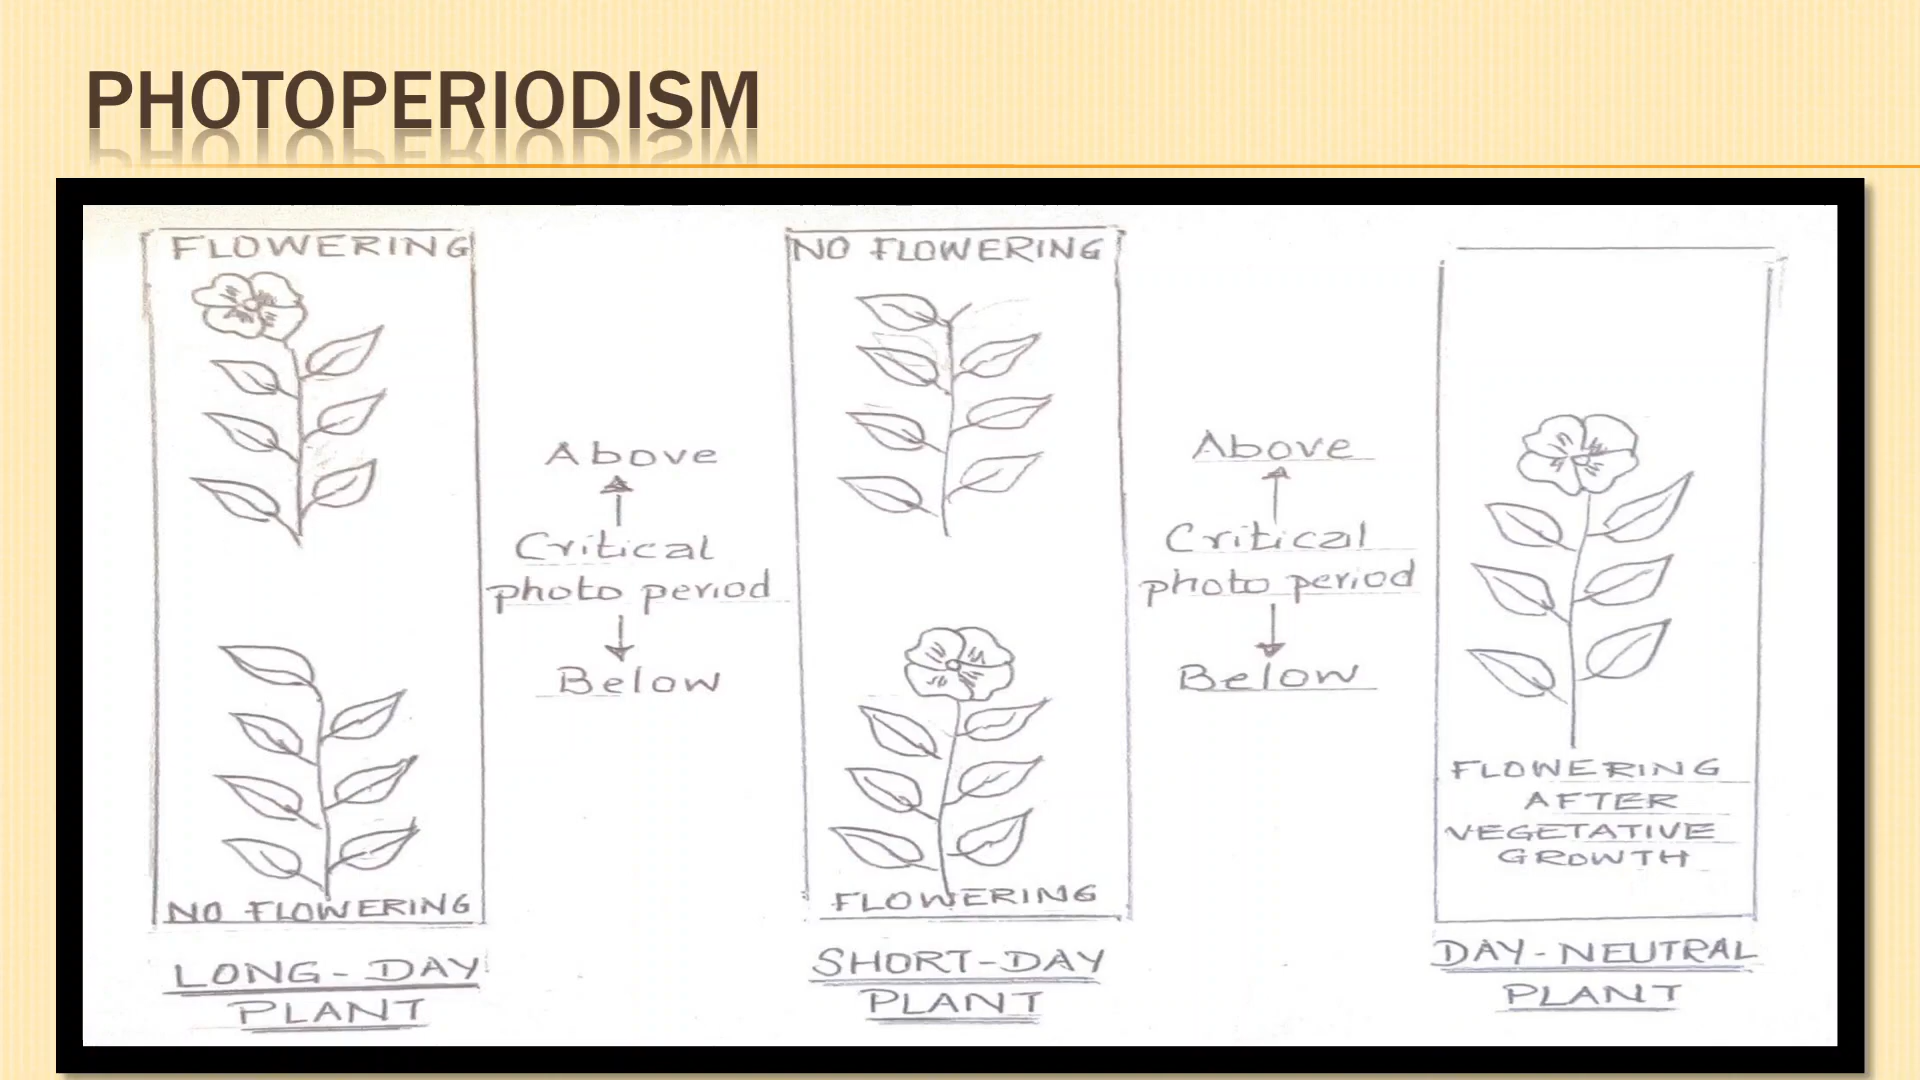 PHOTOPERIODISM
FLOWERING
NO FLOWERING
Above
Critical
photo period
Below
NO FLOWERING
FLOWERING
Above
Critical
photo period
Below
FLOWERING
AFTER
VEGETATIVE
GROWTH
LONG-DAY
PLANT
SHORT-DAY
PLANT
DAY-NEUTRAL
PLANT